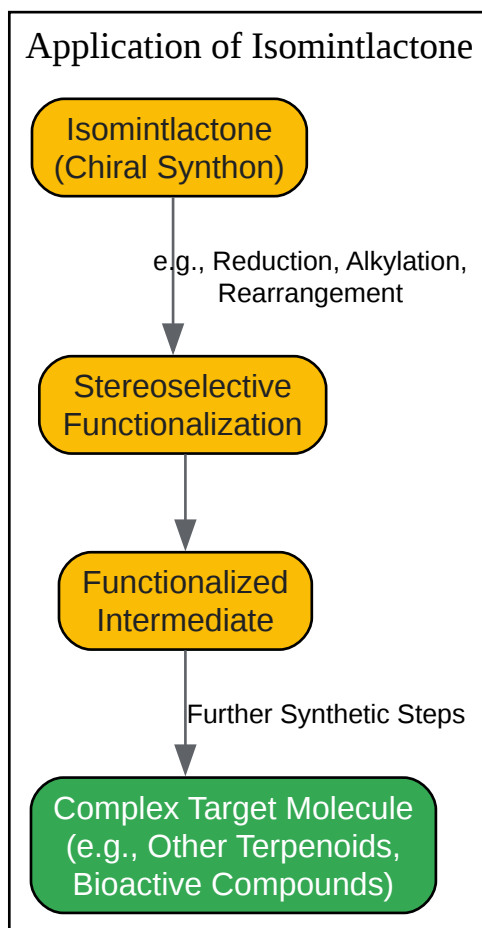 Application of Isomintlactone
Isomintlactone
(Chiral Synthon)
e.g., Reduction, Alkylation,
Rearrangement
Stereoselective
Functionalization
Functionalized
Intermediate
Further Synthetic Steps
Complex Target Molecule
(e.g., Other Terpenoids,
Bioactive Compounds)